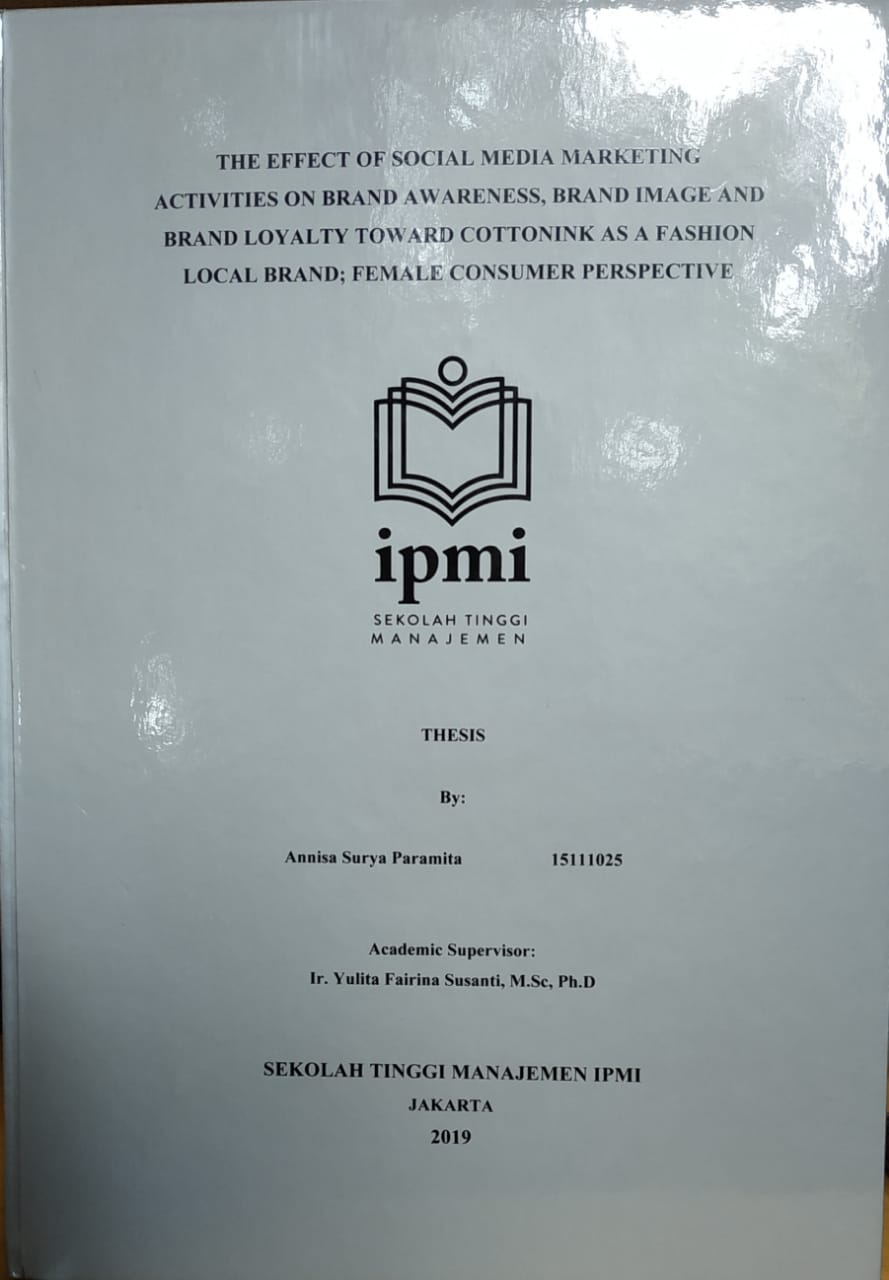 THE EFFECT OF SOCIAL MEDIA MARKETING
ACTIVITIES ON BRAND AWARENESS, BRAND IMAGE AND
BRAND LOYALTY TOWARD COTTONINK AS A FASHION
LOCAL BRAND; FEMALE CONSUMER PERSPECTIVE
ipmi
SEKOLAH TINGGI
MANAJEMEN
THESIS
By:
Annisa Surya Paramita 15111025
Academic Supervisor:
Ir. Yulita Fairina Susanti, M.Sc, Ph.D
SEKOLAH TINGGI MANAJEMEN IPMI
JAKARTA
2019